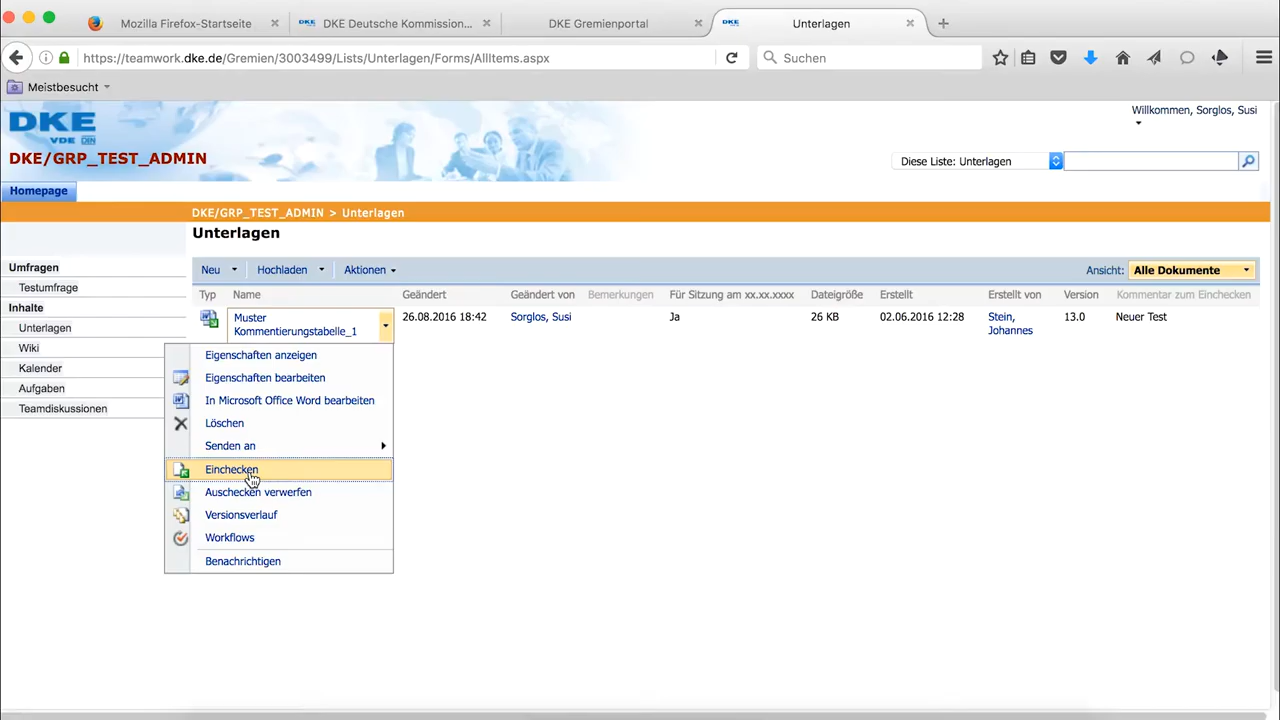 Mozilla Firefox-Startseite
DKE Deutsche Kommission...
DKE Gremienportal
Unterlagen
https://teamwork.dke.de/Gremien/3003499/Lists/Unterlagen/Forms/AllItems.aspx
Suchen
Meistbesucht
DKE
VDE DIN
Willkommen, Sorglos, Susi
DKE/GRP_TEST_ADMIN
Diese Liste: Unterlagen
Homepage
DKE/GRP_TEST_ADMIN > Unterlagen
Unterlagen
Umfragen
Testumfrage
Inhalte
Unterlagen
Wiki
Kalender
Aufgaben
Teamdiskussionen
Neu Hochladen Aktionen
Ansicht: Alle Dokumente
Typ Name Geändert Geändert von Bemerkungen Für Sitzung am xx.xx.xxxx Dateigröße Erstellt Erstellt von Version Kommentar zum Einchecken
Muster 26.08.2016 18:42 Sorglos, Susi Ja 26 KB 02.06.2016 12:28 Stein, 13.0 Neuer Test
Kommentierungstabelle_1 Johannes
Eigenschaften anzeigen
Eigenschaften bearbeiten
In Microsoft Office Word bearbeiten
Löschen
Senden an
Einchecken
Auschecken verwerfen
Versionsverlauf
Workflows
Benachrichtigen